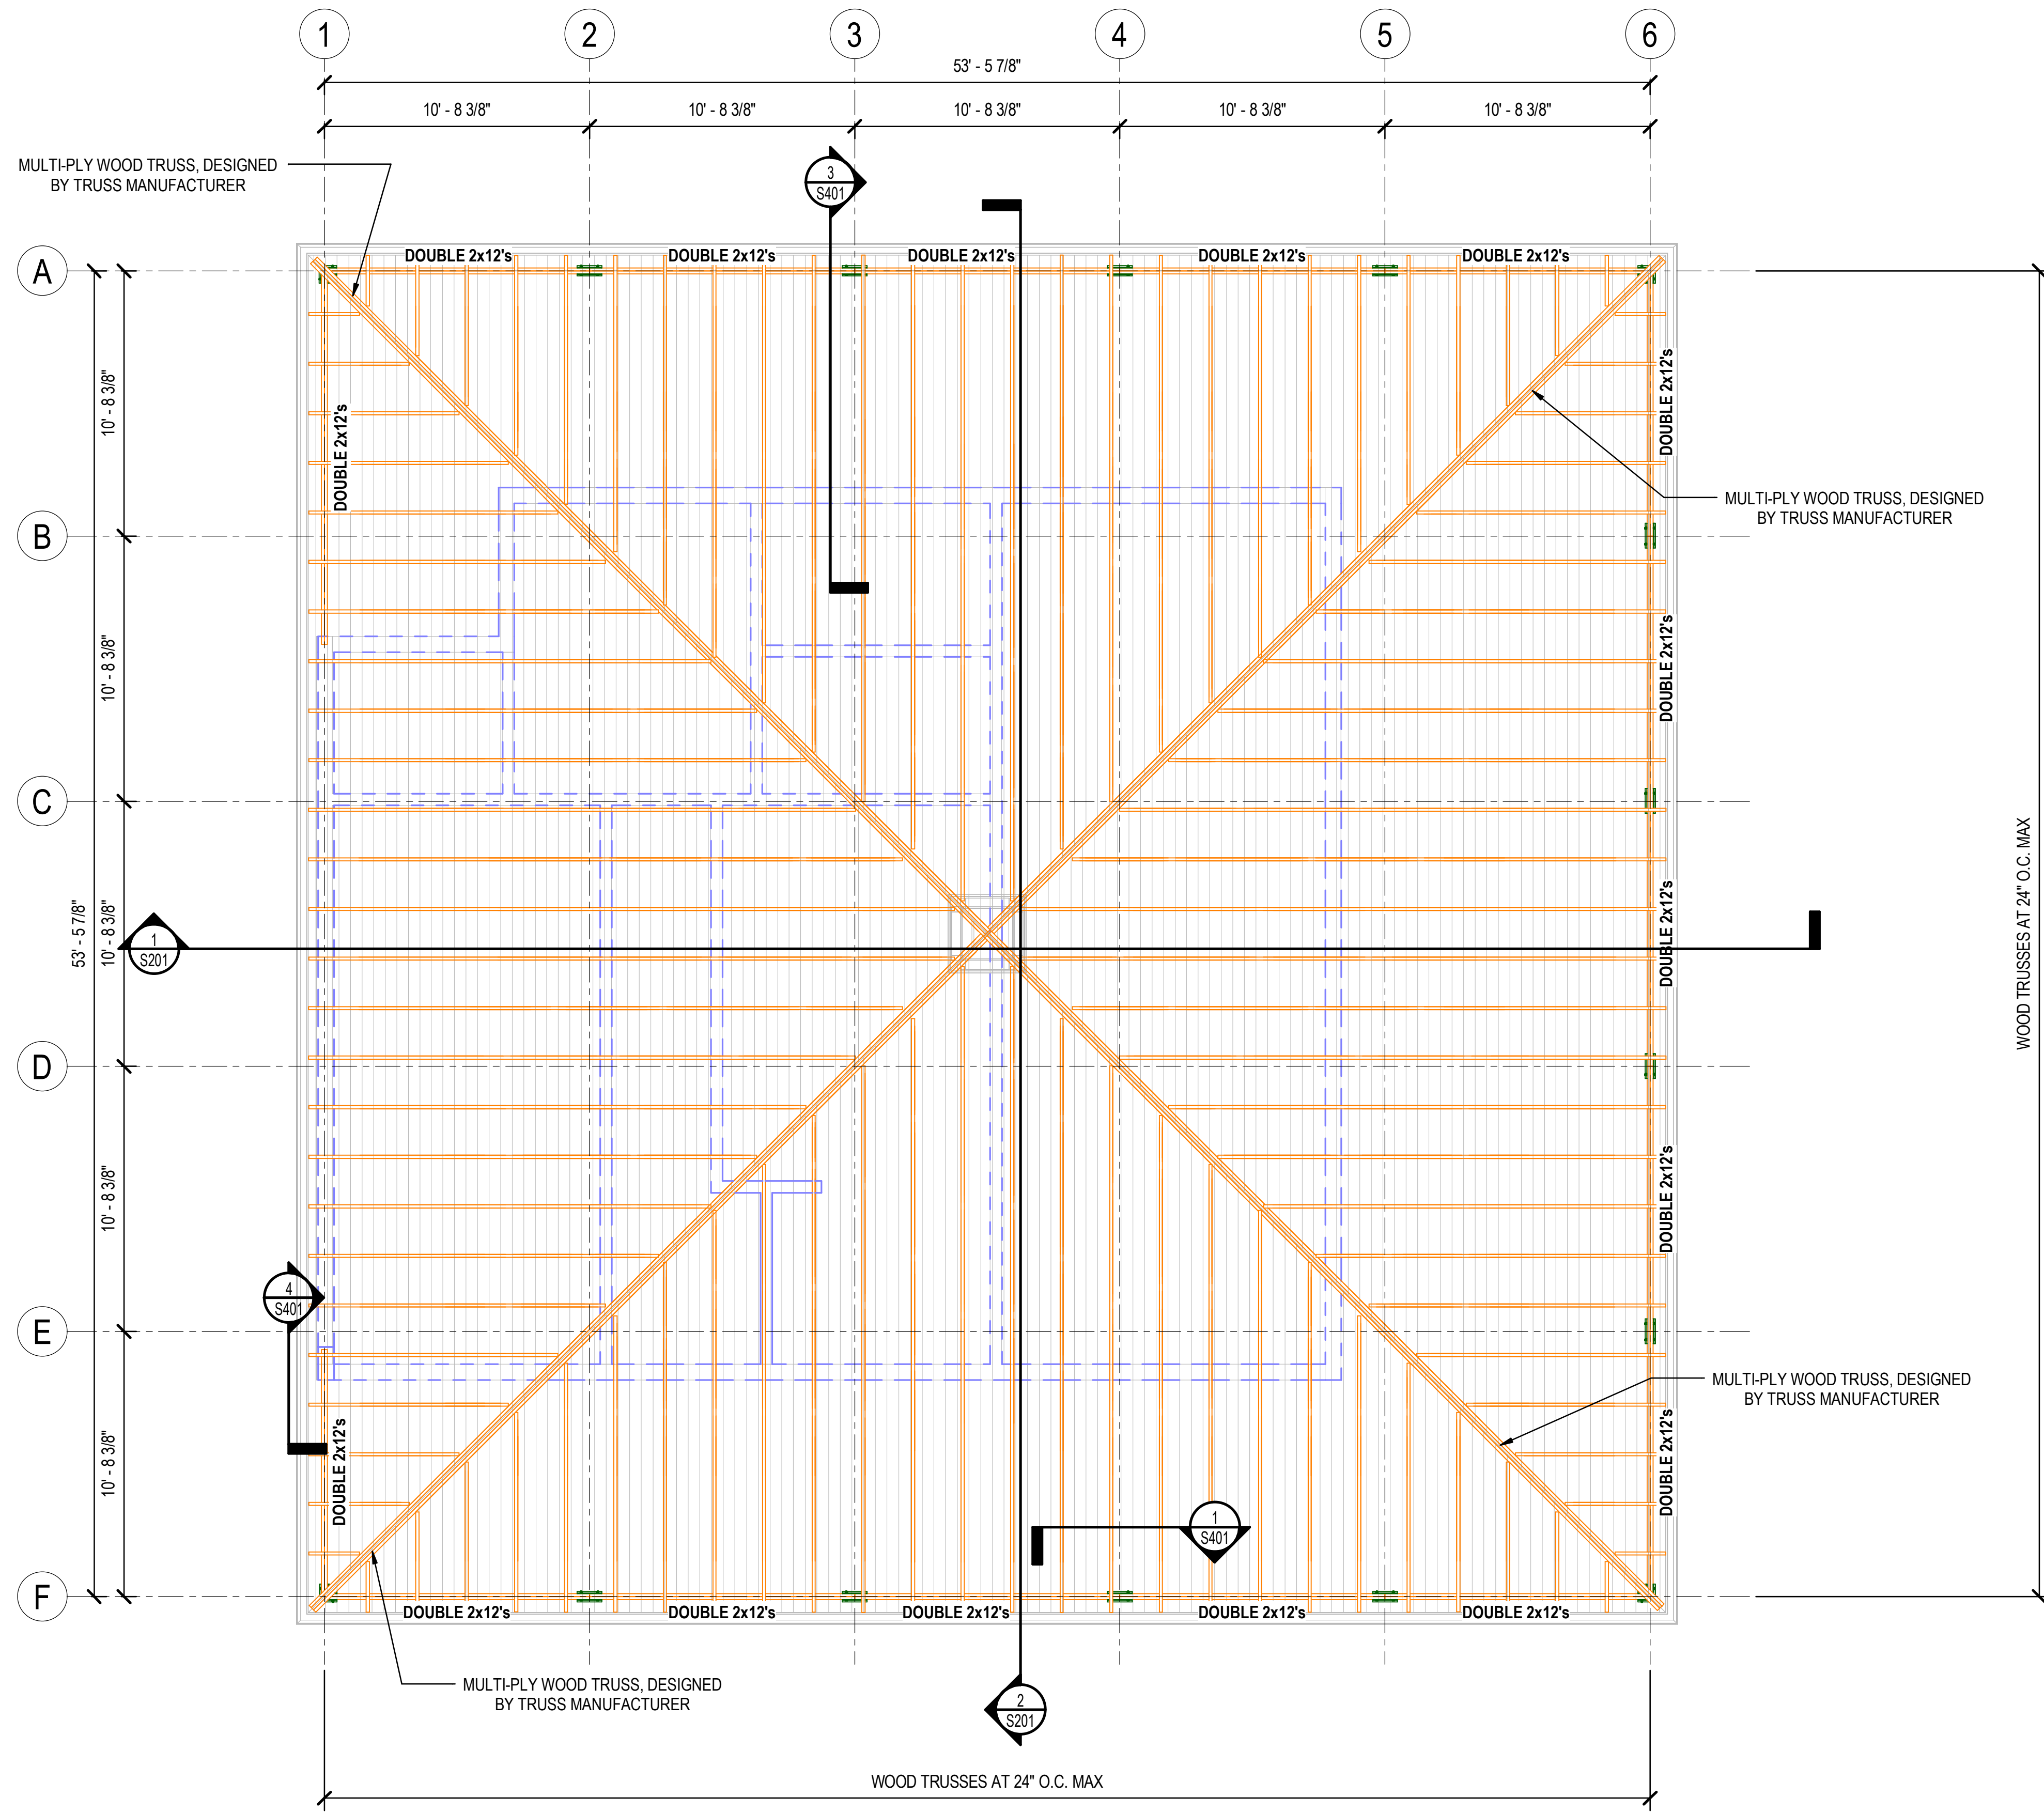 1 2 3 4 5 6
53' - 5 7/8"
10' - 8 3/8" 10' - 8 3/8" 10' - 8 3/8" 10' - 8 3/8" 10' - 8 3/8"
MULTI-PLY WOOD TRUSS, DESIGNED
BY TRUSS MANUFACTURER
3
S401
A
DOUBLE 2x12's DOUBLE 2x12's DOUBLE 2x12's DOUBLE 2x12's DOUBLE 2x12's
10' - 8 3/8"
DOUBLE 2x12's
DOUBLE 2x12's
MULTI-PLY WOOD TRUSS, DESIGNED
BY TRUSS MANUFACTURER
B
10' - 8 3/8"
DOUBLE 2x12's
C
53' - 5 7/8"
10' - 8 3/8"
1
S201
DOUBLE 2x12's
WOOD TRUSSES AT 24" O.C. MAX
D
10' - 8 3/8"
DOUBLE 2x12's
4
S401
E
MULTI-PLY WOOD TRUSS, DESIGNED
BY TRUSS MANUFACTURER
10' - 8 3/8"
DOUBLE 2x12's
DOUBLE 2x12's
1
S401
F
DOUBLE 2x12's DOUBLE 2x12's DOUBLE 2x12's DOUBLE 2x12's DOUBLE 2x12's
MULTI-PLY WOOD TRUSS, DESIGNED
BY TRUSS MANUFACTURER
2
S201
WOOD TRUSSES AT 24" O.C. MAX